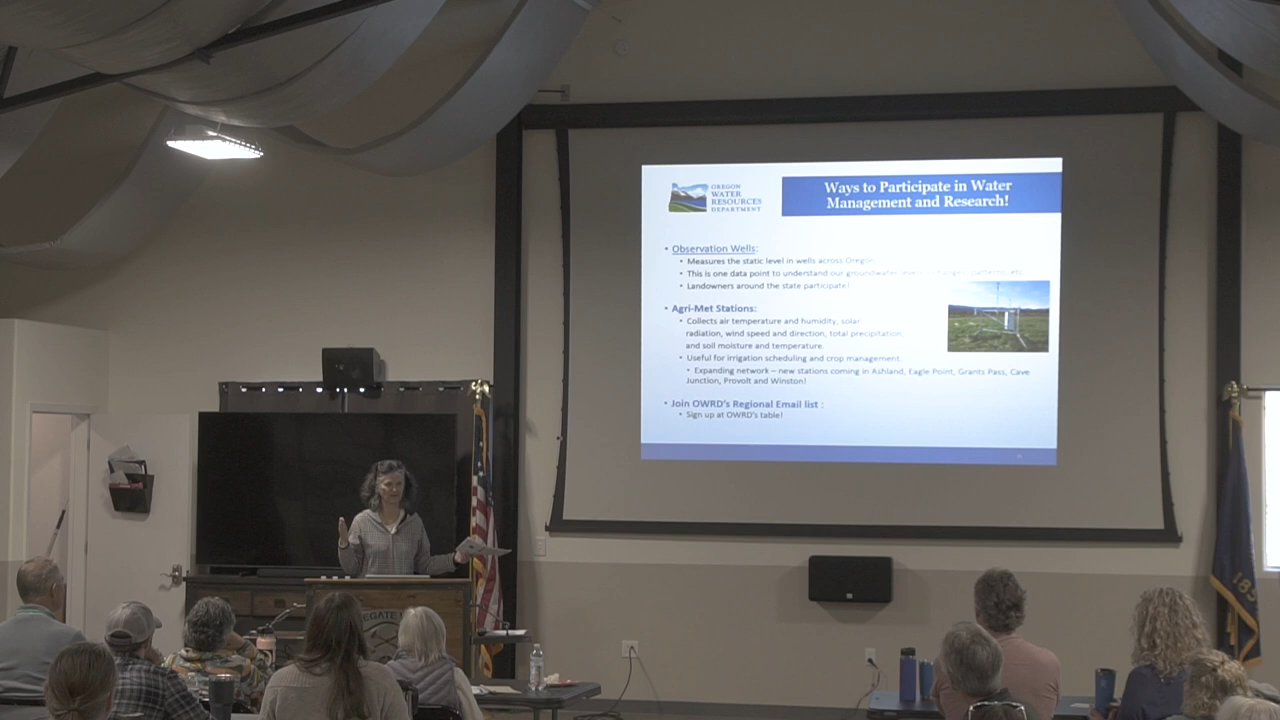 OREGON
WATER
RESOURCES
DEPARTMENT
Ways to Participate in Water
Management and Research!
• Observation Wells:
• Measures the static level in wells across Oregon
• This is one data point to understand our groundwater patterns, etc.
• Landowners around the state participate!
• Agri-Met Stations:
• Collects air temperature and humidity, solar
radiation, wind speed and direction, total precipitation,
and soil moisture and temperature.
• Useful for irrigation scheduling and crop management.
• Expanding network – new stations coming in Ashland, Eagle Point, Grants Pass, Cave
Junction, Provolt and Winston!
• Join OWRD's Regional Email list :
• Sign up at OWRD's table!
EGATE
185